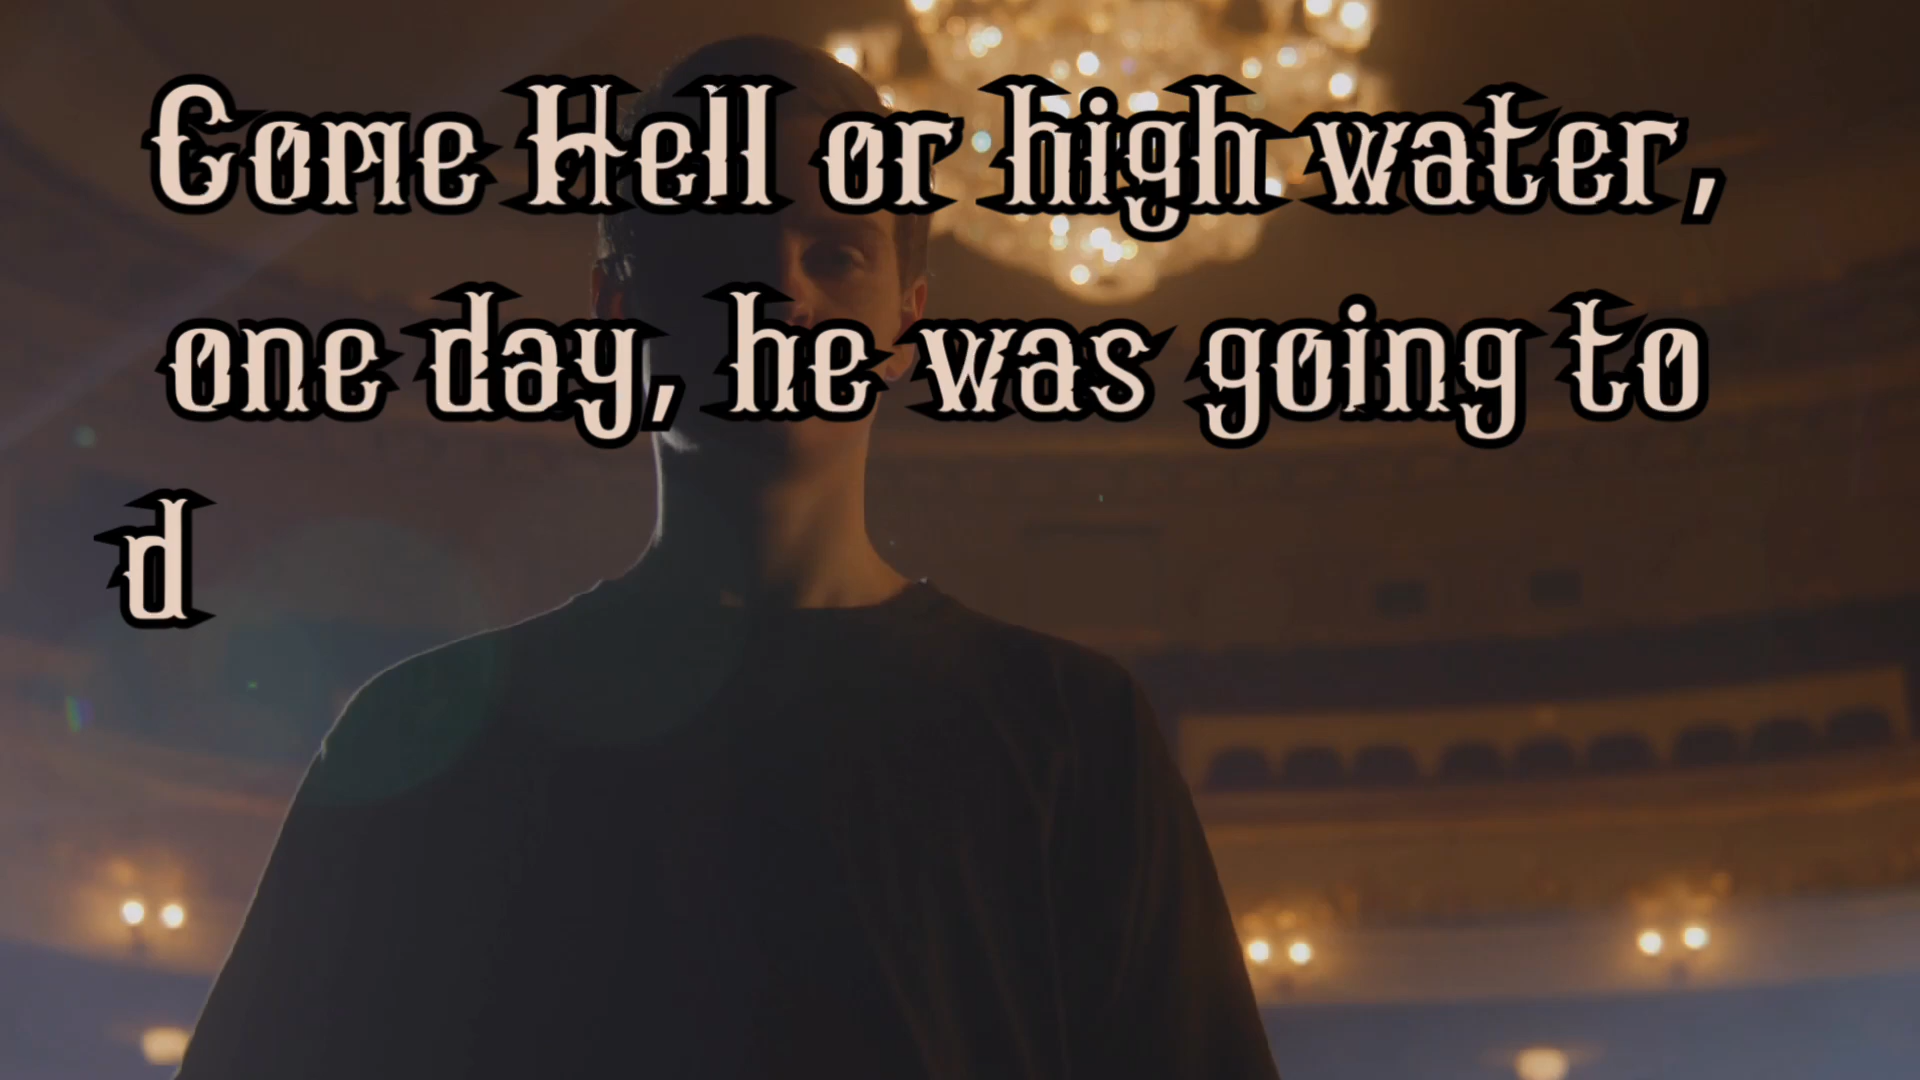 Come Hell or high water,
one day, he was going to
d